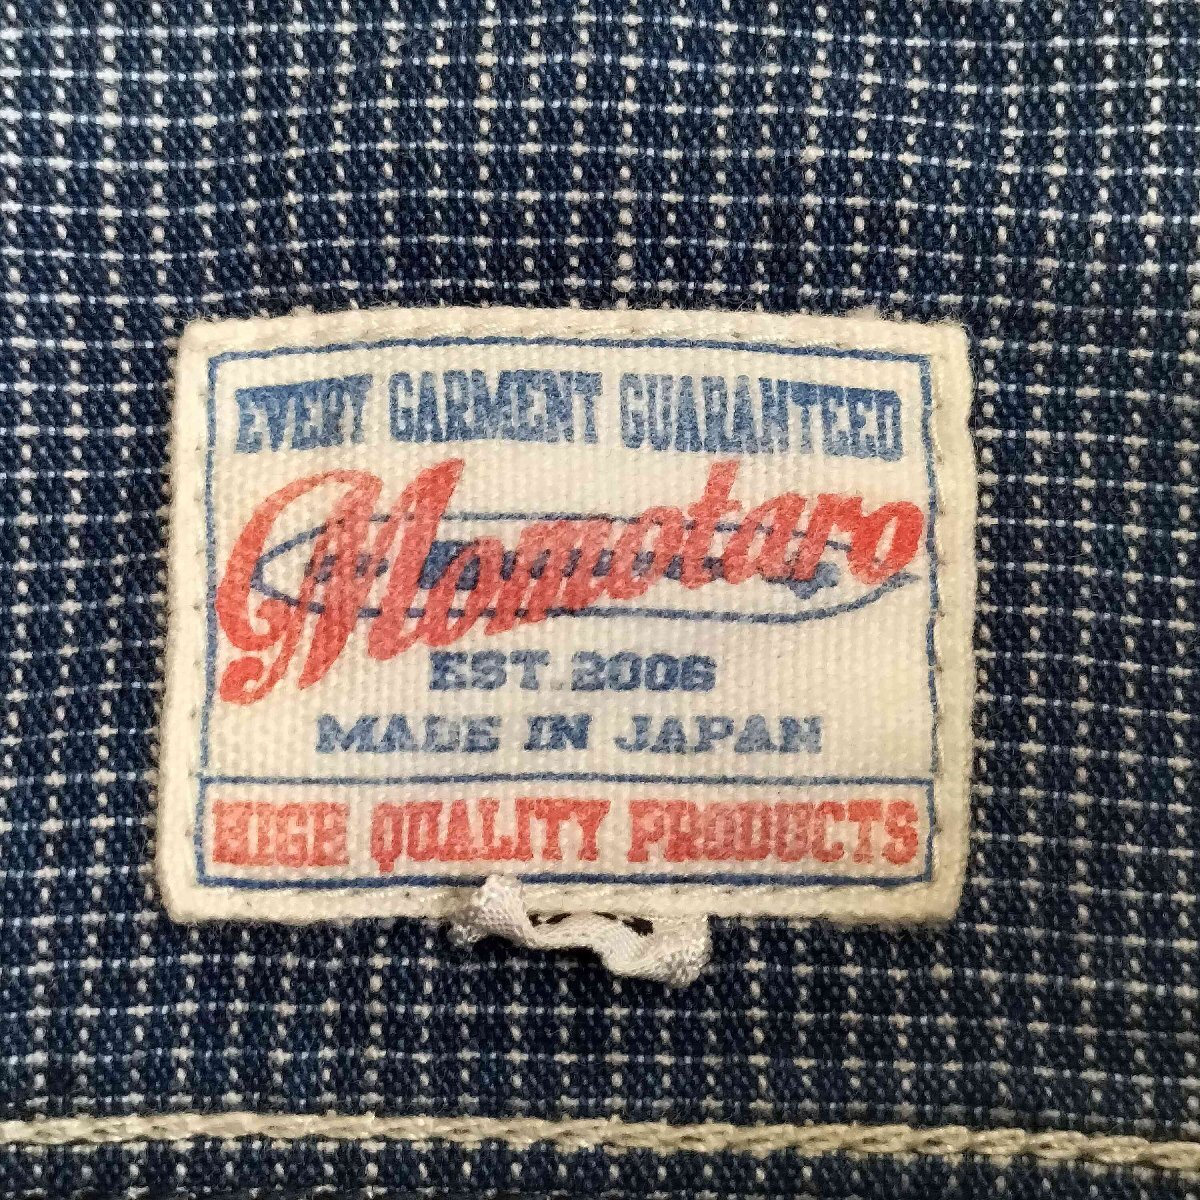 EVERY GARMENT GUARANTEED
Momotaro
EST. 2006
MADE IN JAPAN
HIGH QUALITY PRODUCTS